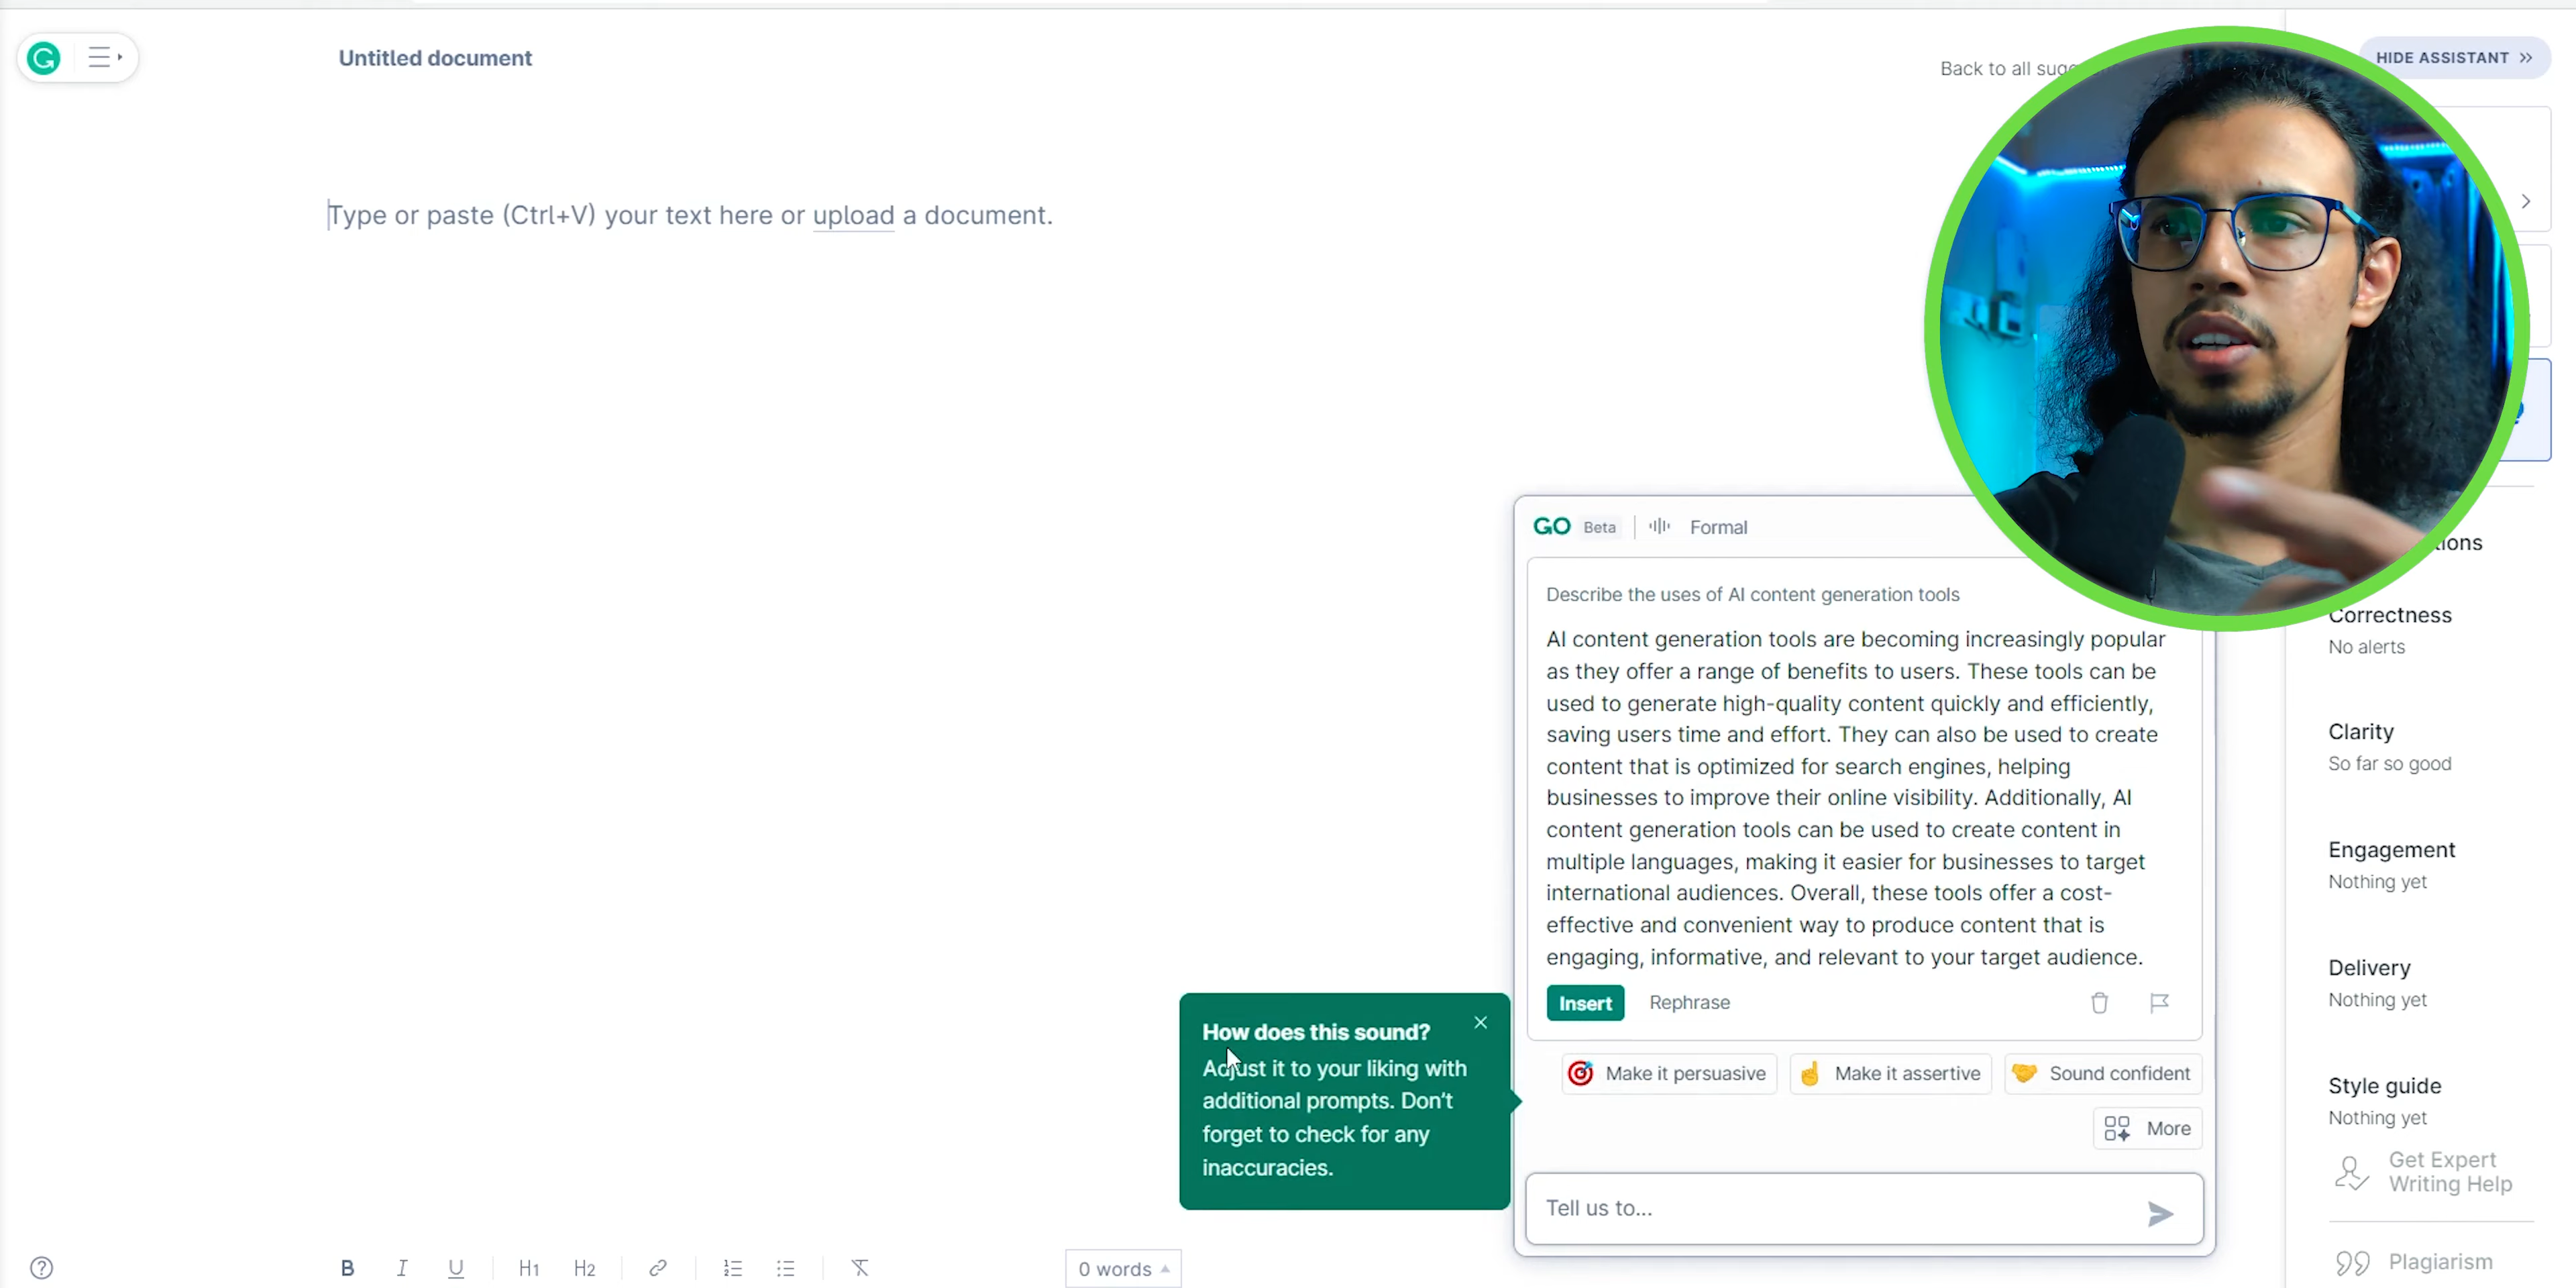 Untitled document
Back to all sugg
HIDE ASSISTANT
Type or paste (Ctrl+V) your text here or upload a document.
GO Beta Formal
Describe the uses of AI content generation tools
AI content generation tools are becoming increasingly popular
as they offer a range of benefits to users. These tools can be
used to generate high-quality content quickly and efficiently,
saving users time and effort. They can also be used to create
content that is optimized for search engines, helping
businesses to improve their online visibility. Additionally, AI
content generation tools can be used to create content in
multiple languages, making it easier for businesses to target
international audiences. Overall, these tools offer a cost-
effective and convenient way to produce content that is
engaging, informative, and relevant to your target audience.
Insert Rephrase
How does this sound?
Adjust it to your liking with
additional prompts. Don't
forget to check for any
inaccuracies.
Make it persuasive Make it assertive Sound confident
More
Tell us to...
Correctness
No alerts
Clarity
So far so good
Engagement
Nothing yet
Delivery
Nothing yet
Style guide
Nothing yet
Get Expert
Writing Help
Plagiarism
B I U H1 H2
0 words